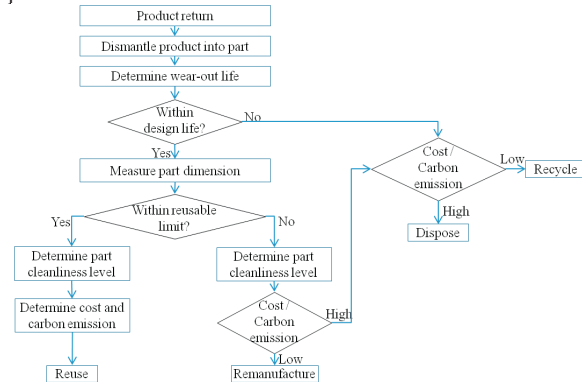 Product return
Dismantle product into part
Determine wear-out life
Within
design life?
No
Yes
Measure part dimension
Cost /
Carbon
emission
Low
Recycle
High
Dispose
Within reusable
limit?
Yes
No
Determine part
cleanliness level
Determine part
cleanliness level
Determine cost and
carbon emission
Cost /
Carbon
emission
High
Low
Reuse
Remanufacture